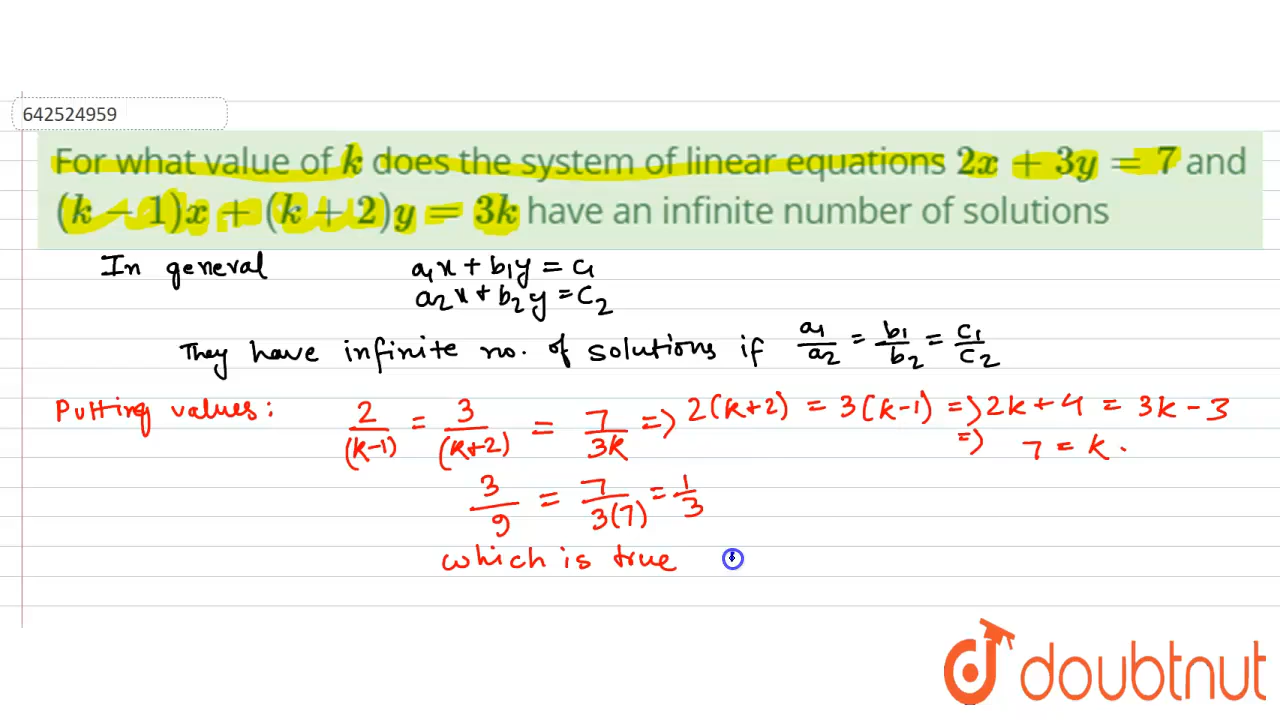 642524959
For what value of k does the system of linear equations 2x + 3y = 7 and
(k − 1)x + (k + 2)y = 3k have an infinite number of solutions
In general a₁x + b₁y = c₁
a₂x + b₂y = c₂
They have infinite no. of solutions if a₁/a₂ = b₁/b₂ = c₁/c₂
Putting values: 2/(k-1) = 3/(k+2) = 7/3k => 2(k+2) = 3(k-1) => 2k+4 = 3k-3
=> 7 = k.
3/9 = 7/3(7) = 1/3
which is true
doubtnut